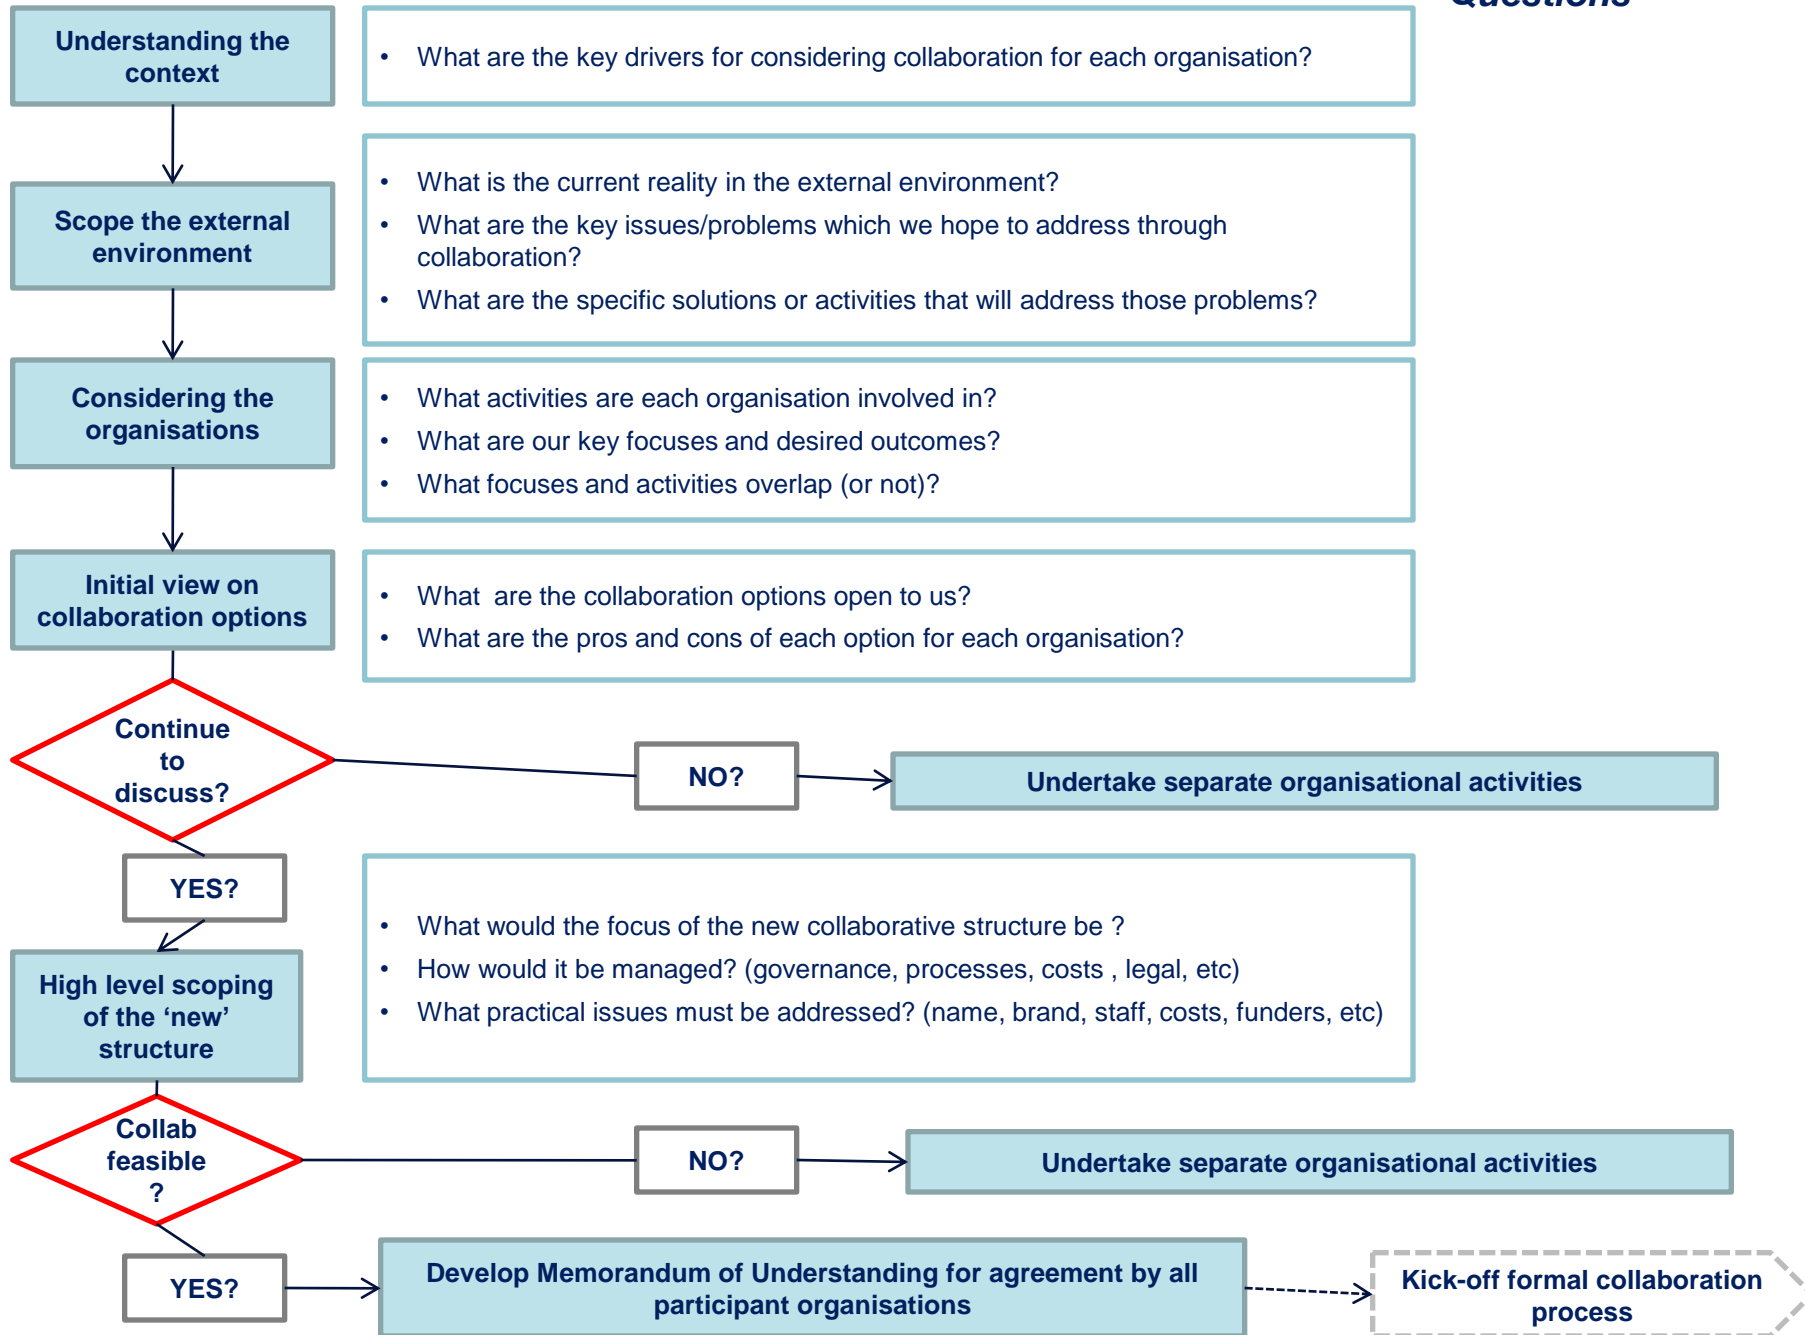 Questions
Understanding the
context
• What are the key drivers for considering collaboration for each organisation?
Scope the external
environment
• What is the current reality in the external environment?
• What are the key issues/problems which we hope to address through
collaboration?
• What are the specific solutions or activities that will address those problems?
Considering the
organisations
• What activities are each organisation involved in?
• What are our key focuses and desired outcomes?
• What focuses and activities overlap (or not)?
Initial view on
collaboration options
• What  are the collaboration options open to us?
• What are the pros and cons of each option for each organisation?
Continue
to
discuss?
NO?
Undertake separate organisational activities
YES?
High level scoping
of the ‘new’
structure
• What would the focus of the new collaborative structure be ?
• How would it be managed? (governance, processes, costs , legal, etc)
• What practical issues must be addressed? (name, brand, staff, costs, funders, etc)
Collab
feasible
?
NO?
Undertake separate organisational activities
YES?
Develop Memorandum of Understanding for agreement by all
participant organisations
Kick-off formal collaboration
process